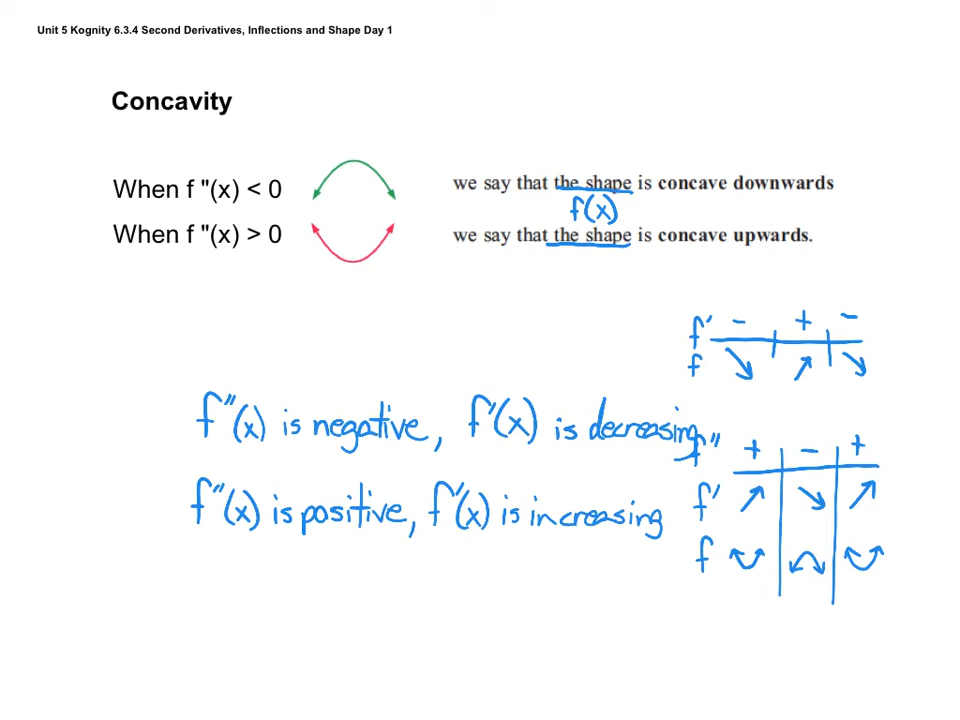 Unit 5 Kognity 6.3.4 Second Derivatives, Inflections and Shape Day 1
Concavity
When f "(x) < 0
we say that the shape is concave downwards
f(x)
When f "(x) > 0
we say that the shape is concave upwards.
f' - + -
f
f"(x) is negative, f'(x) is decreasing
f" + - +
f"(x) is positive, f'(x) is increasing
f'
f